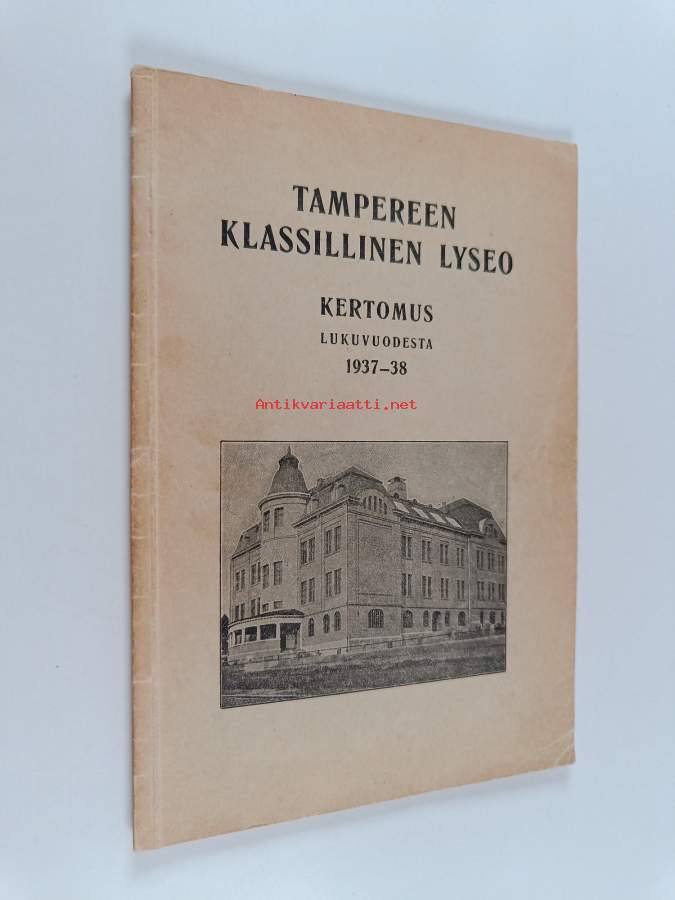 TAMPEREEN
KLASSILLINEN LYSEO
KERTOMUS
LUKUVUODESTA
1937–38
Antikvariaatti.net